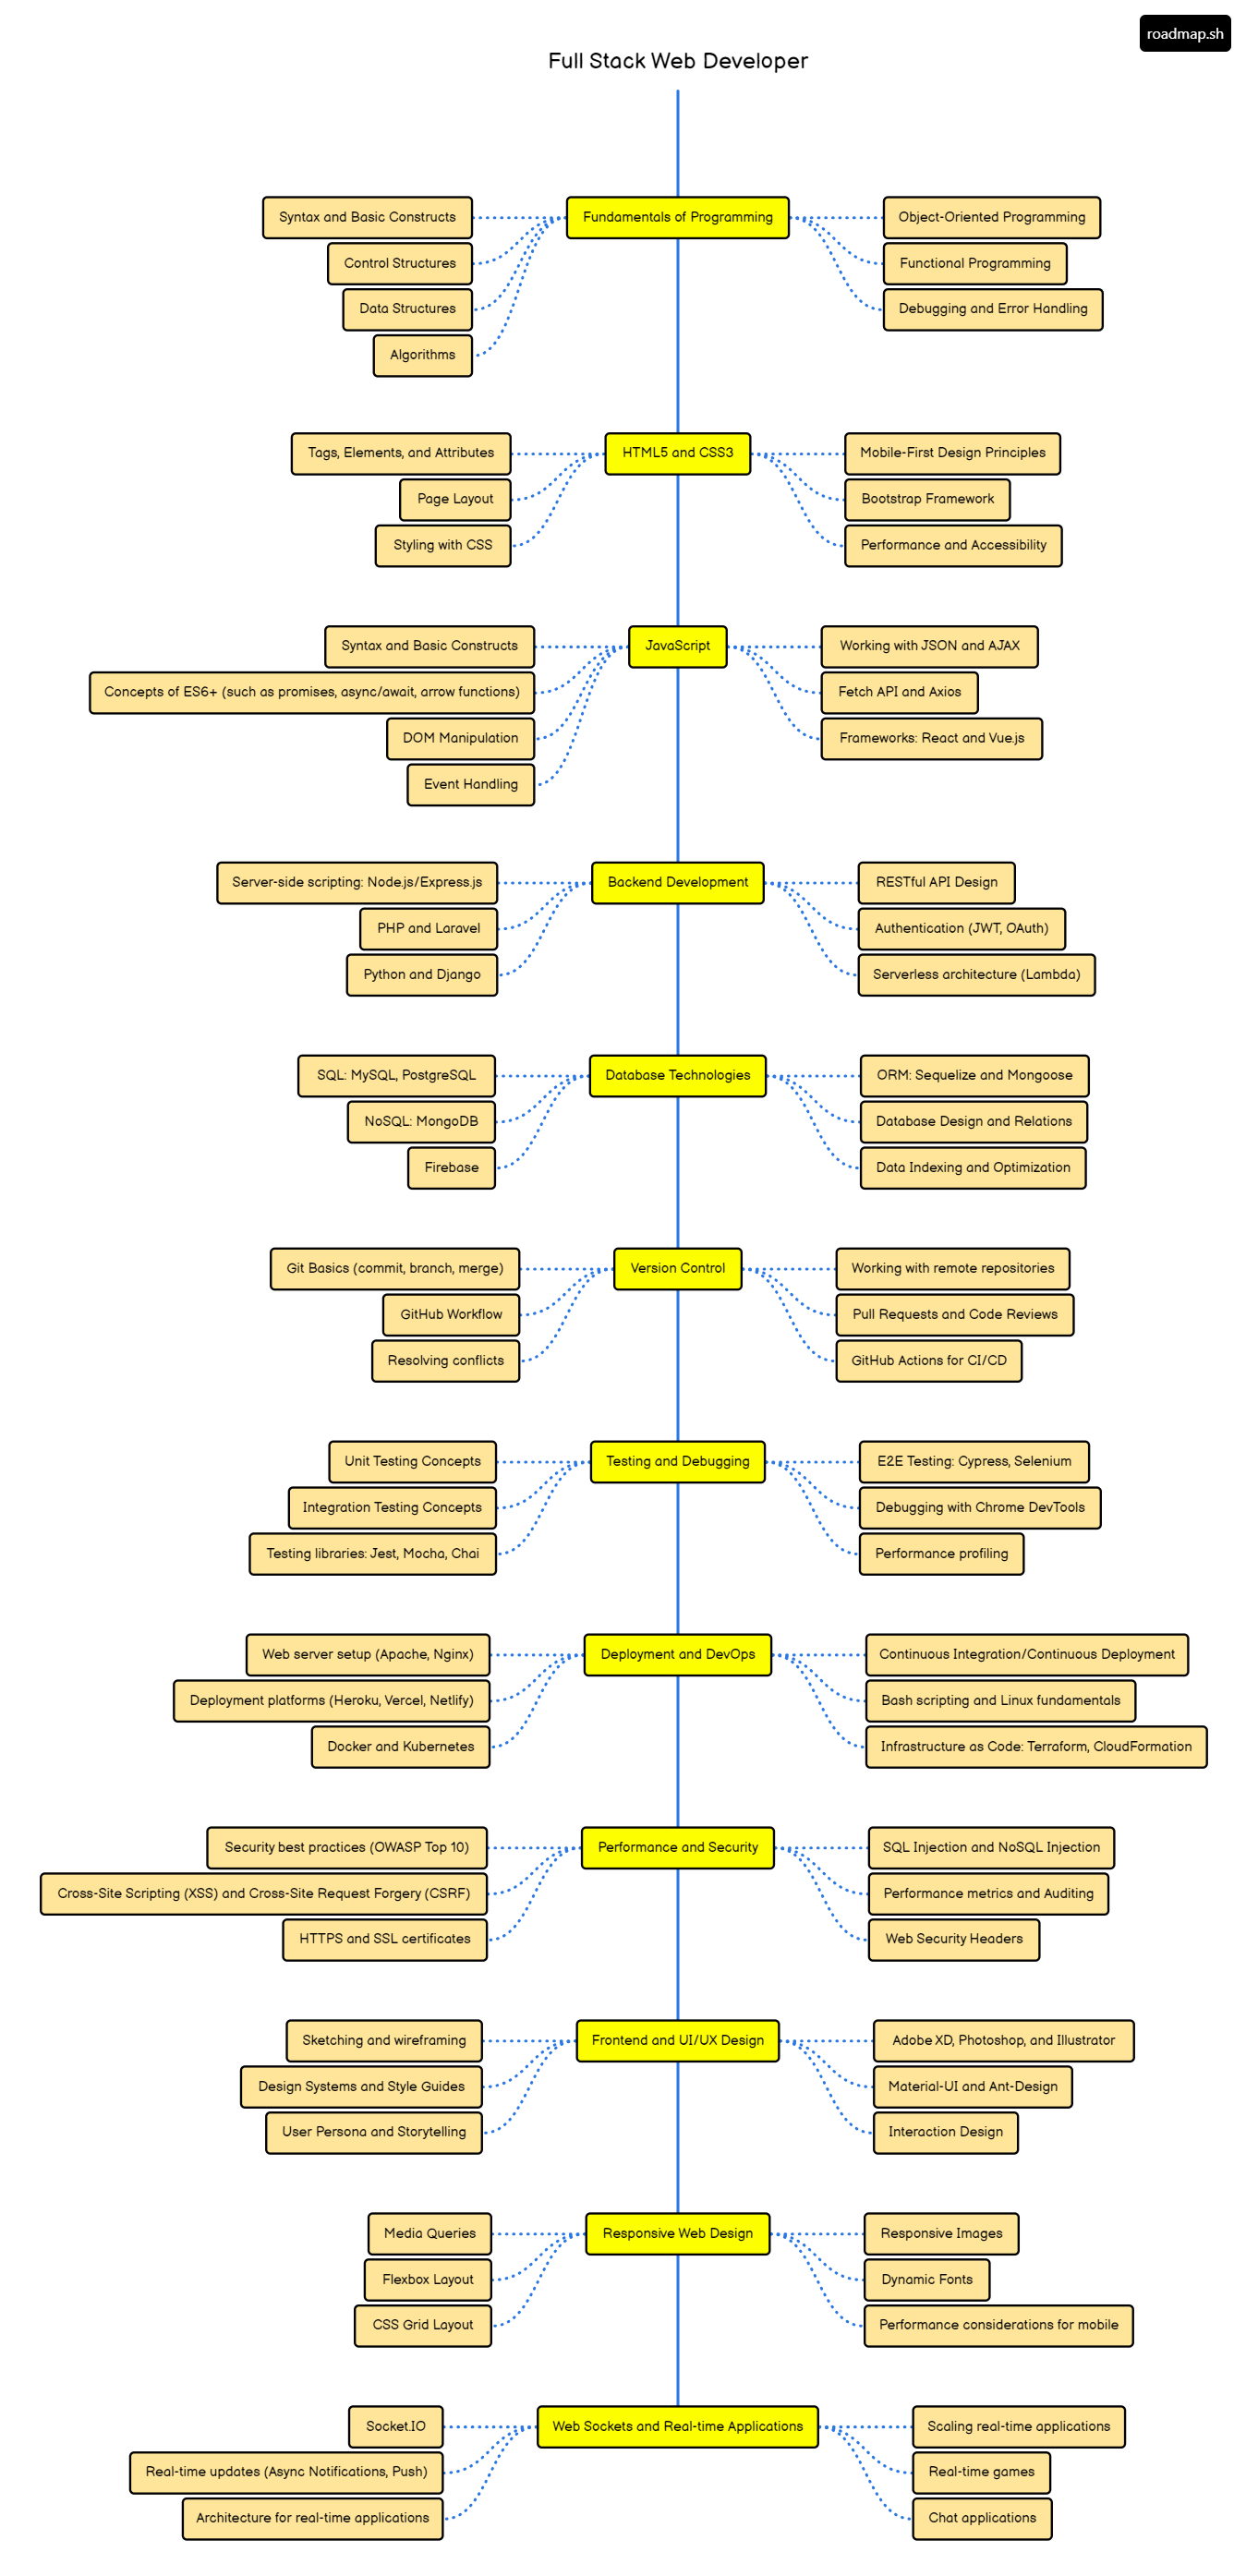 roadmap.sh
Full Stack Web Developer
Fundamentals of Programming
Syntax and Basic Constructs
Control Structures
Data Structures
Algorithms
Object-Oriented Programming
Functional Programming
Debugging and Error Handling
HTML5 and CSS3
Tags, Elements, and Attributes
Page Layout
Styling with CSS
Mobile-First Design Principles
Bootstrap Framework
Performance and Accessibility
JavaScript
Syntax and Basic Constructs
Concepts of ES6+ (such as promises, async/await, arrow functions)
DOM Manipulation
Event Handling
Working with JSON and AJAX
Fetch API and Axios
Frameworks: React and Vue.js
Backend Development
Server-side scripting: Node.js/Express.js
PHP and Laravel
Python and Django
RESTful API Design
Authentication (JWT, OAuth)
Serverless architecture (Lambda)
Database Technologies
SQL: MySQL, PostgreSQL
NoSQL: MongoDB
Firebase
ORM: Sequelize and Mongoose
Database Design and Relations
Data Indexing and Optimization
Version Control
Git Basics (commit, branch, merge)
GitHub Workflow
Resolving conflicts
Working with remote repositories
Pull Requests and Code Reviews
GitHub Actions for CI/CD
Testing and Debugging
Unit Testing Concepts
Integration Testing Concepts
Testing libraries: Jest, Mocha, Chai
E2E Testing: Cypress, Selenium
Debugging with Chrome DevTools
Performance profiling
Deployment and DevOps
Web server setup (Apache, Nginx)
Deployment platforms (Heroku, Vercel, Netlify)
Docker and Kubernetes
Continuous Integration/Continuous Deployment
Bash scripting and Linux fundamentals
Infrastructure as Code: Terraform, CloudFormation
Performance and Security
Security best practices (OWASP Top 10)
Cross-Site Scripting (XSS) and Cross-Site Request Forgery (CSRF)
HTTPS and SSL certificates
SQL Injection and NoSQL Injection
Performance metrics and Auditing
Web Security Headers
Frontend and UI/UX Design
Sketching and wireframing
Design Systems and Style Guides
User Persona and Storytelling
Adobe XD, Photoshop, and Illustrator
Material-UI and Ant-Design
Interaction Design
Responsive Web Design
Media Queries
Flexbox Layout
CSS Grid Layout
Responsive Images
Dynamic Fonts
Performance considerations for mobile
Web Sockets and Real-time Applications
Socket.IO
Real-time updates (Async Notifications, Push)
Architecture for real-time applications
Scaling real-time applications
Real-time games
Chat applications